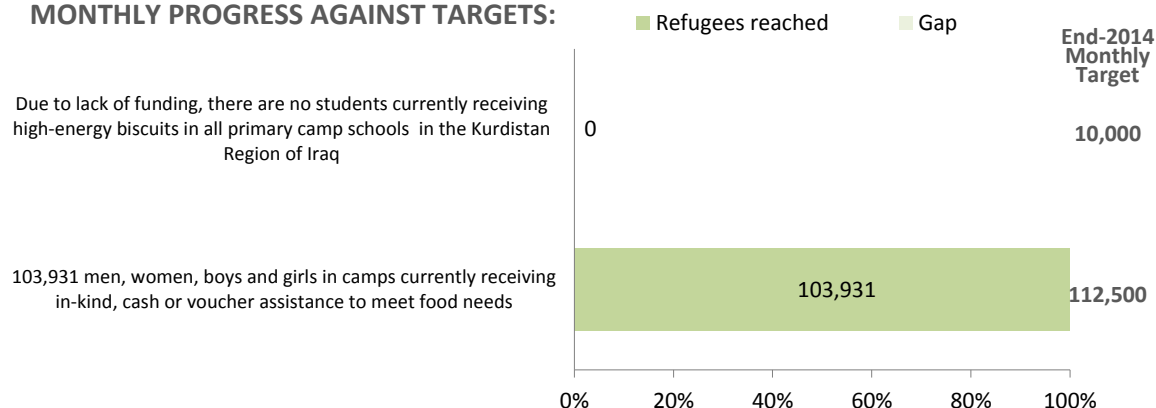 MONTHLY PROGRESS AGAINST TARGETS:
Refugees reached
Gap
End-2014
Monthly
Target
Due to lack of funding, there are no students currently receiving
high-energy biscuits in all primary camp schools in the Kurdistan
Region of Iraq
0
10,000
103,931 men, women, boys and girls in camps currently receiving
in-kind, cash or voucher assistance to meet food needs
103,931
112,500
0%
20%
40%
60%
80%
100%